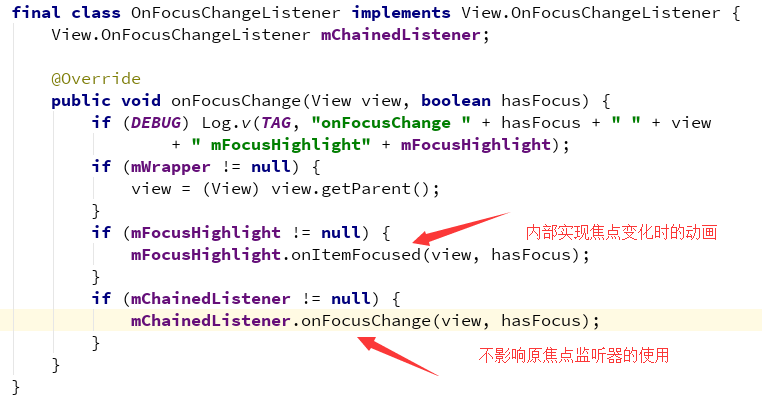 final class OnFocusChangeListener implements View.OnFocusChangeListener {
    View.OnFocusChangeListener mChainedListener;
    @Override
    public void onFocusChange(View view, boolean hasFocus) {
        if (DEBUG) Log.v(TAG, "onFocusChange " + hasFocus + " " + view
                + " mFocusHighlight" + mFocusHighlight);
        if (mWrapper != null) {
            view = (View) view.getParent();
        }
        if (mFocusHighlight != null) {
内部实现焦点变化时的动画
            mFocusHighlight.onItemFocused(view, hasFocus);
        }
        if (mChainedListener != null) {
            mChainedListener.onFocusChange(view, hasFocus);
        }
不影响原焦点监听器的使用
    }
}